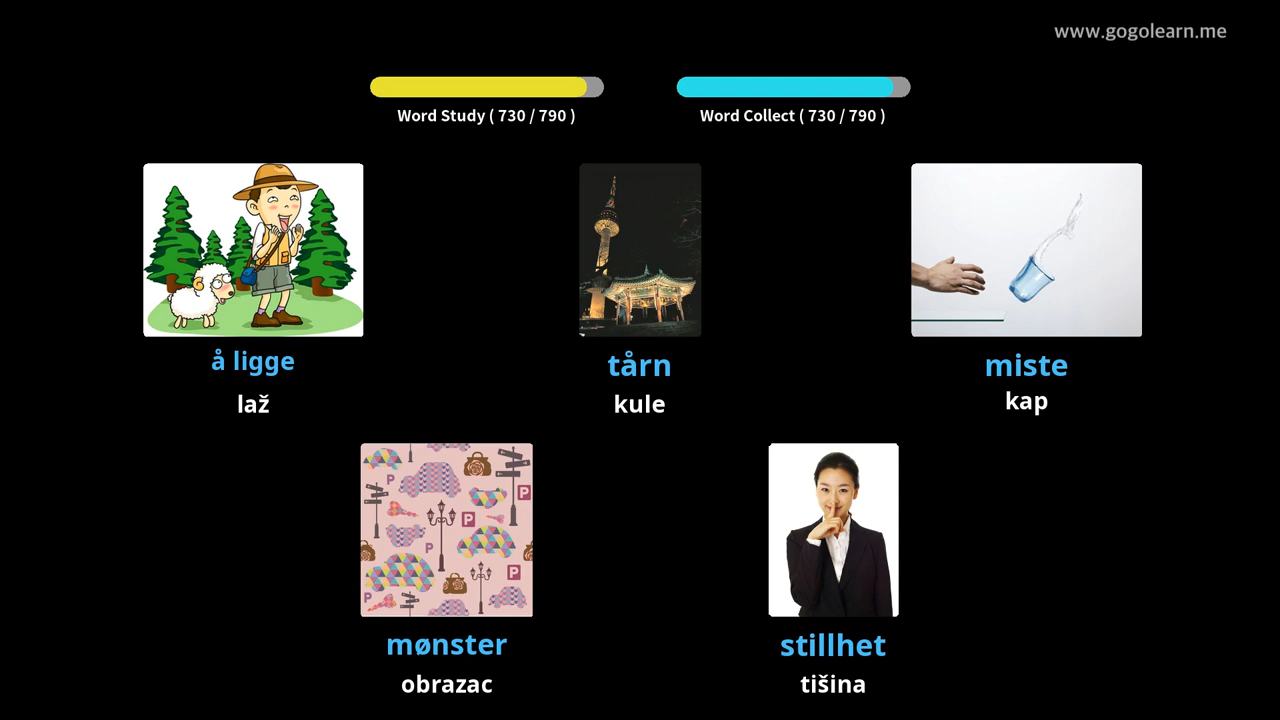 www.gogolearn.me
Word Study ( 730 / 790 )
Word Collect ( 730 / 790 )
å ligge
tårn
miste
laž
kule
kap
P
P
P
P
P
P
mønster
stillhet
obrazac
tišina